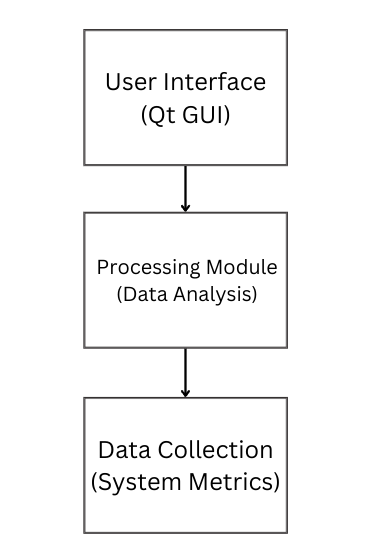 User Interface
(Qt GUI)
Processing Module
(Data Analysis)
Data Collection
(System Metrics)